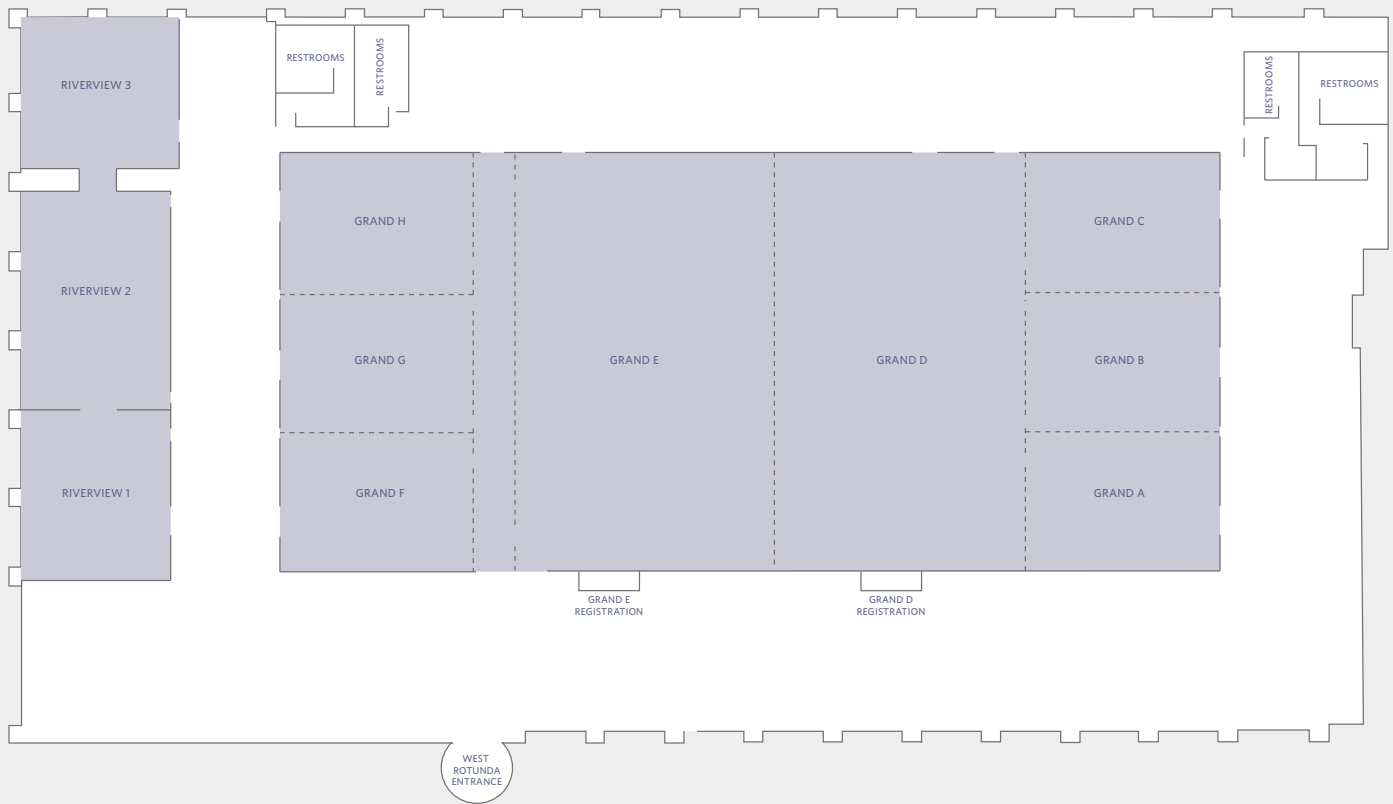 RESTROOMS
RESTROOMS
RESTROOMS
RESTROOMS
RIVERVIEW 3
GRAND H
GRAND C
RIVERVIEW 2
GRAND G
GRAND E
GRAND D
GRAND B
RIVERVIEW 1
GRAND F
GRAND A
GRAND E
REGISTRATION
GRAND D
REGISTRATION
WEST
ROTUNDA
ENTRANCE